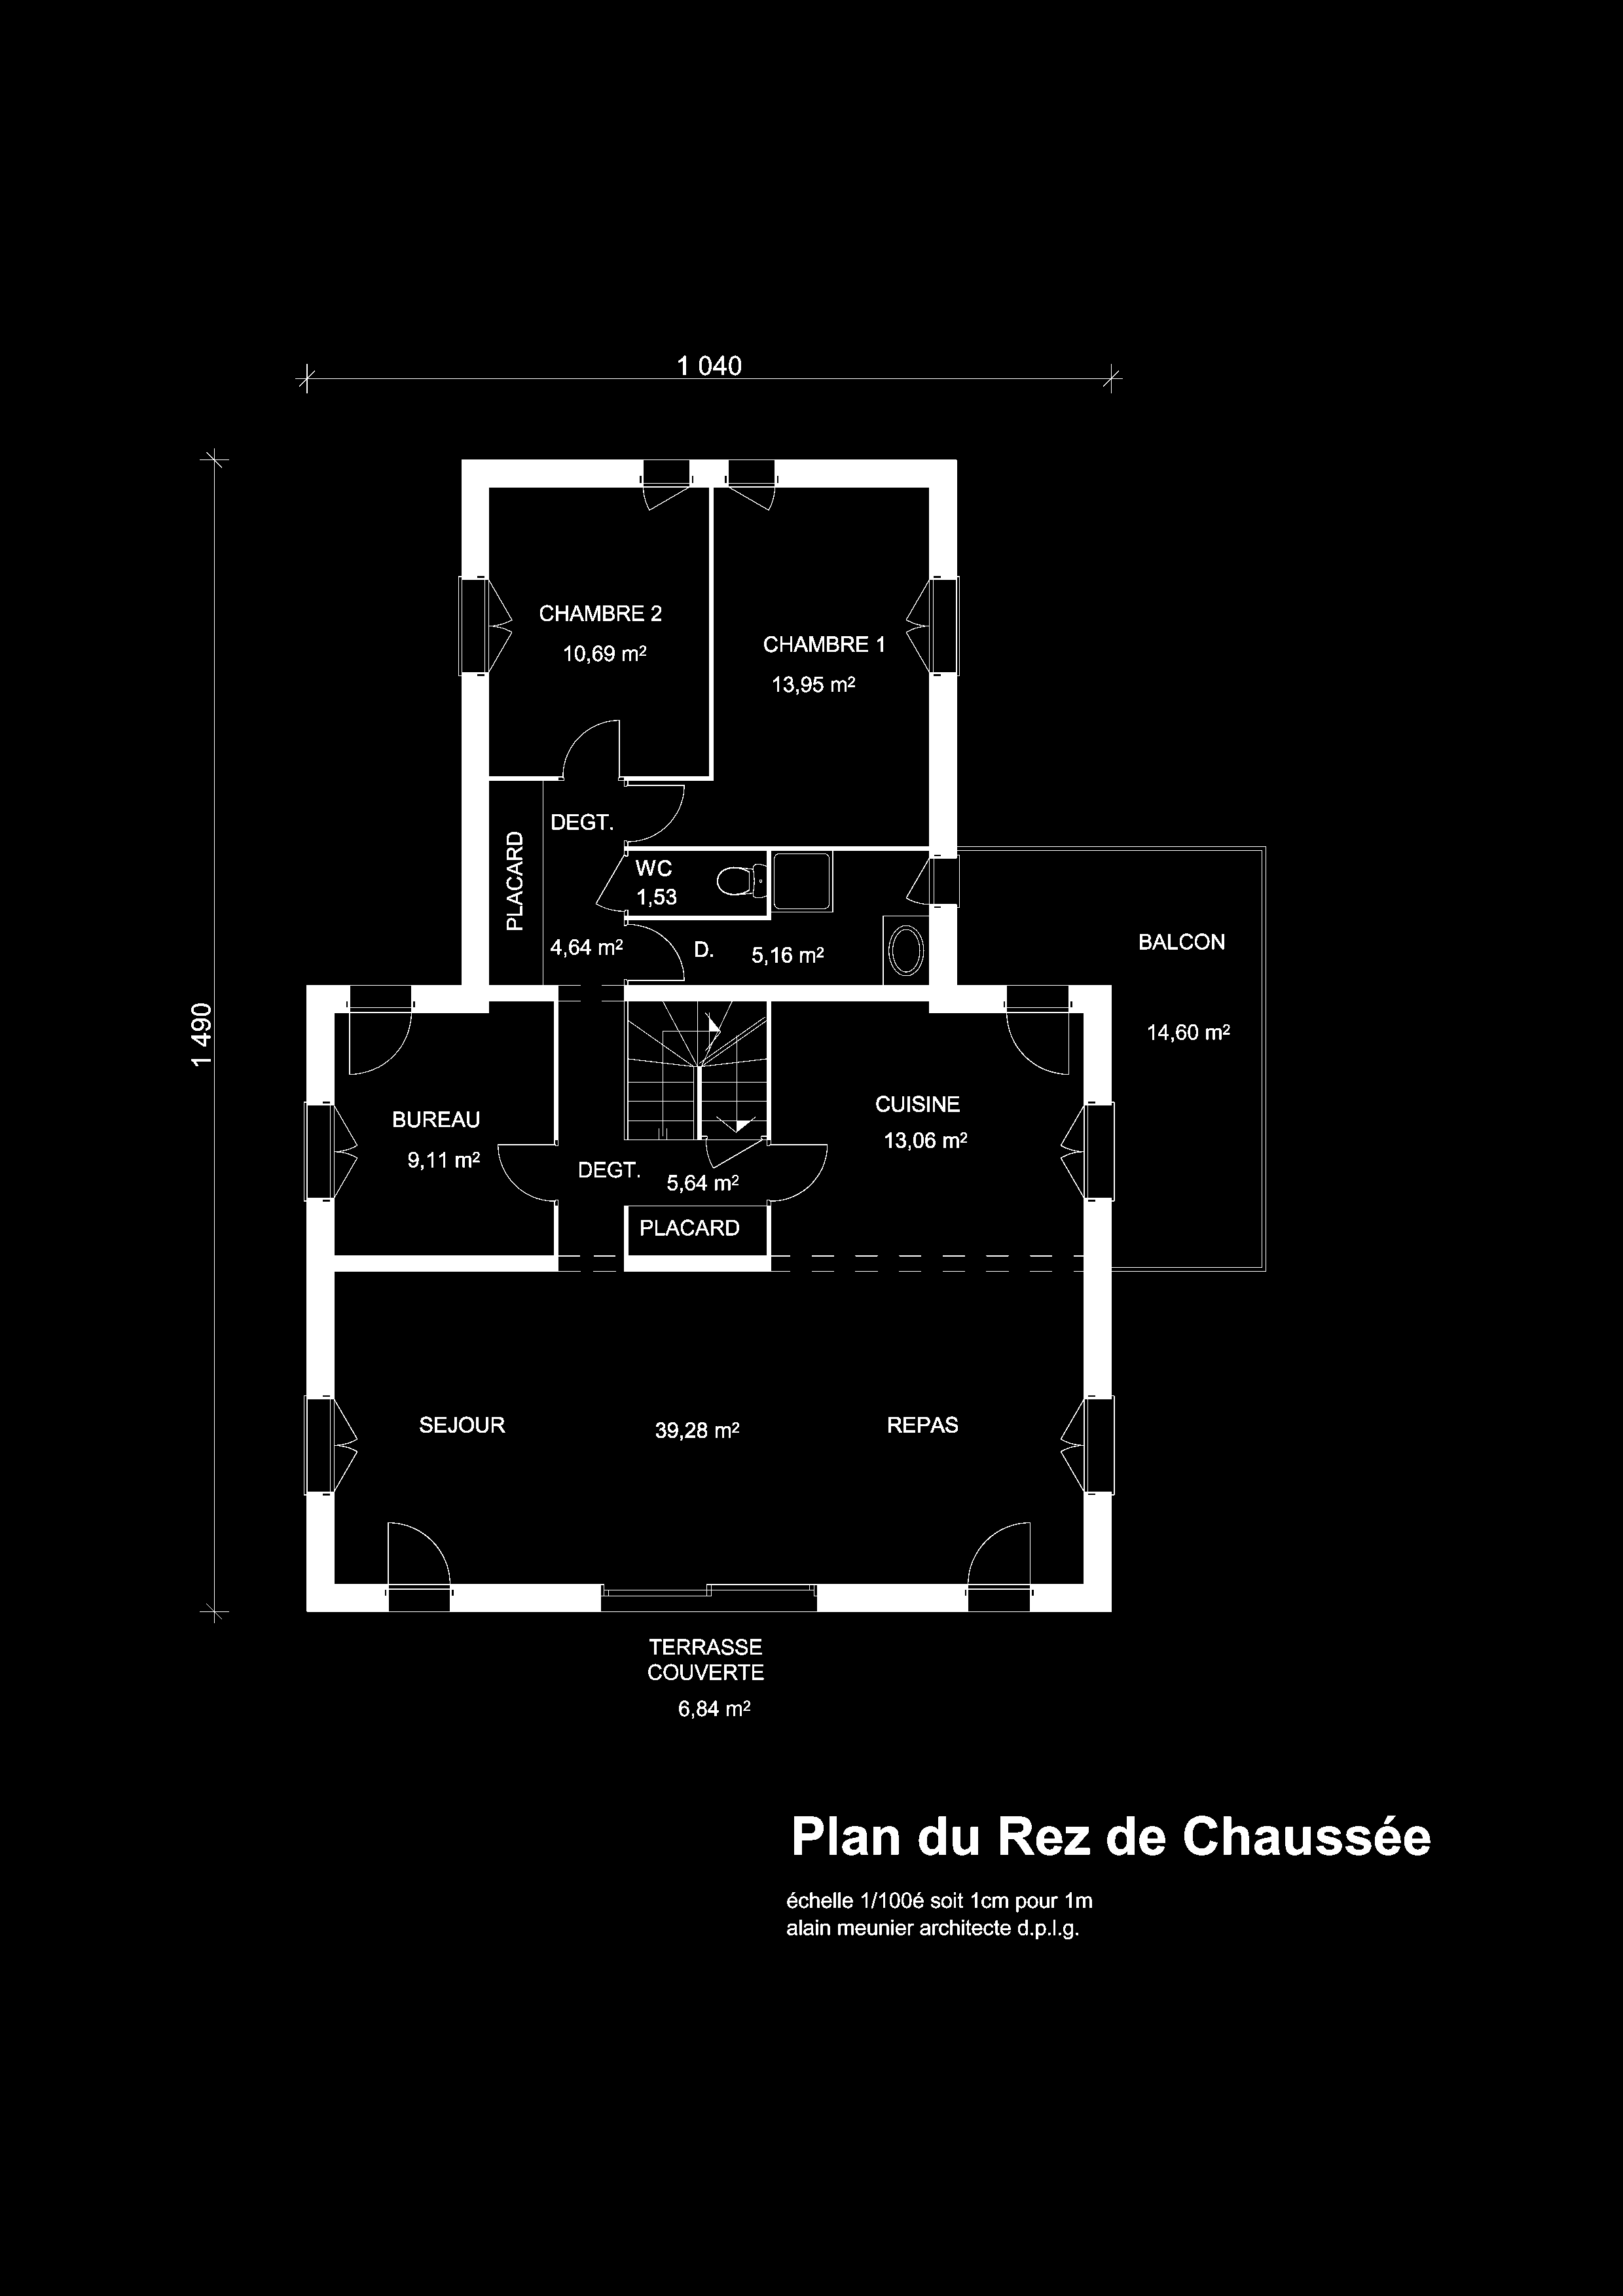 1 040
1 490
CHAMBRE 2
10,69 m²
CHAMBRE 1
13,95 m²
DEGT.
PLACARD
WC
1,53
4,64 m²
D.
5,16 m²
BALCON
14,60 m²
BUREAU
9,11 m²
CUISINE
13,06 m²
DEGT.
5,64 m²
PLACARD
SEJOUR
39,28 m²
REPAS
TERRASSE
COUVERTE
6,84 m²
Plan du Rez de Chaussée
échelle 1/100é soit 1cm pour 1m
alain meunier architecte d.p.l.g.